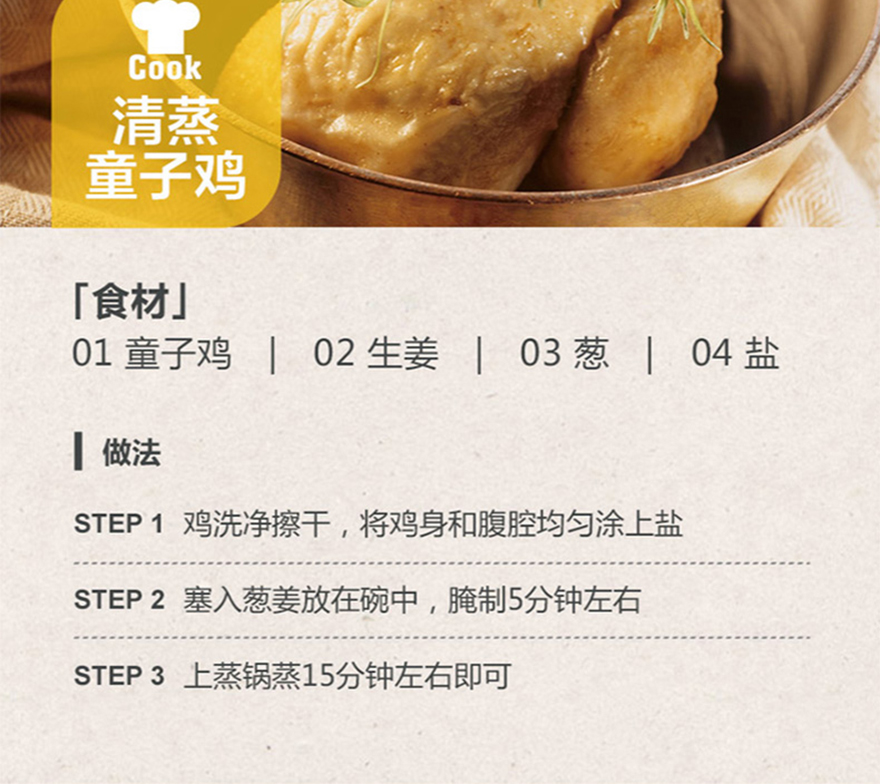 Cook
清蒸
童子鸡
「食材」
01 童子鸡 | 02 生姜 | 03 葱 | 04 盐
做法
STEP 1 鸡洗净擦干，将鸡身和腹腔均匀涂上盐
STEP 2 塞入葱姜放在碗中，腌制5分钟左右
STEP 3 上蒸锅蒸15分钟左右即可